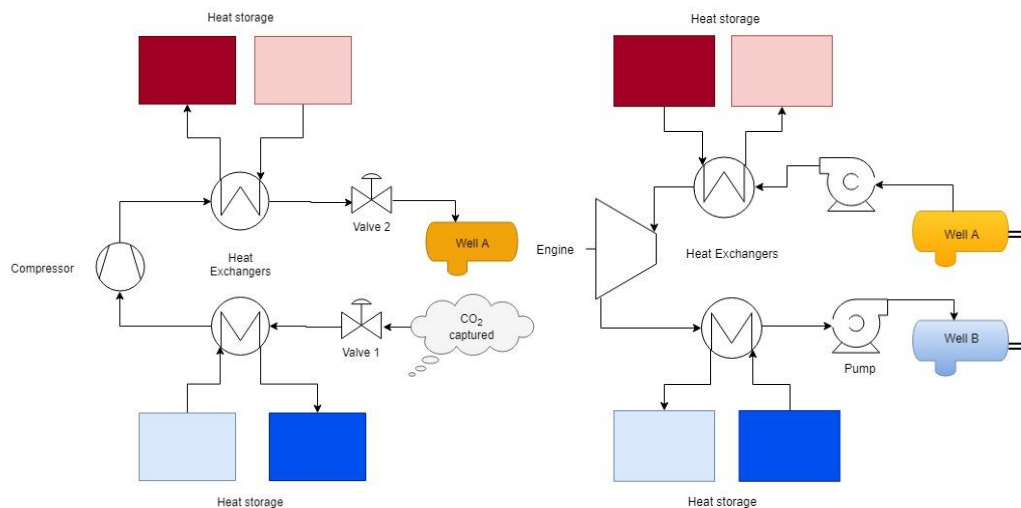 Heat storage
Valve 2
Well A
Compressor
Heat
Exchangers
CO2
captured
Valve 1
Heat storage
Heat storage
Well A
Engine
Heat Exchangers
Well B
Pump
Heat storage